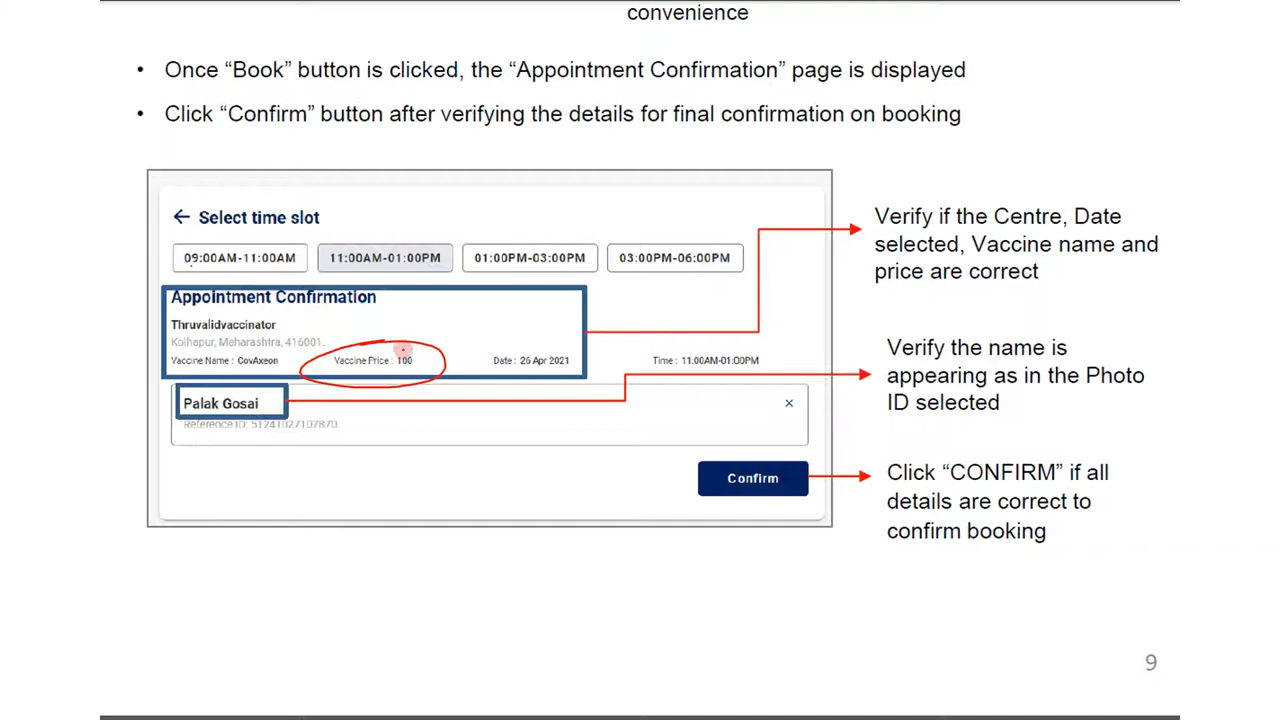 convenience
• Once “Book” button is clicked, the “Appointment Confirmation” page is displayed
• Click “Confirm” button after verifying the details for final confirmation on booking
← Select time slot
09:00AM-11:00AM 11:00AM-01:00PM 01:00PM-03:00PM 03:00PM-06:00PM
Appointment Confirmation
Thruvalidvaccinator
Kolhapur, Maharashtra, 416001.
Vaccine Name : CovAxeon Vaccine Price : 100 Date : 26 Apr 2021 Time : 11:00AM-01:00PM
Palak Gosai ×
Reference ID: 51241027107870
Confirm
Verify if the Centre, Date
selected, Vaccine name and
price are correct
Verify the name is
appearing as in the Photo
ID selected
Click “CONFIRM” if all
details are correct to
confirm booking
9